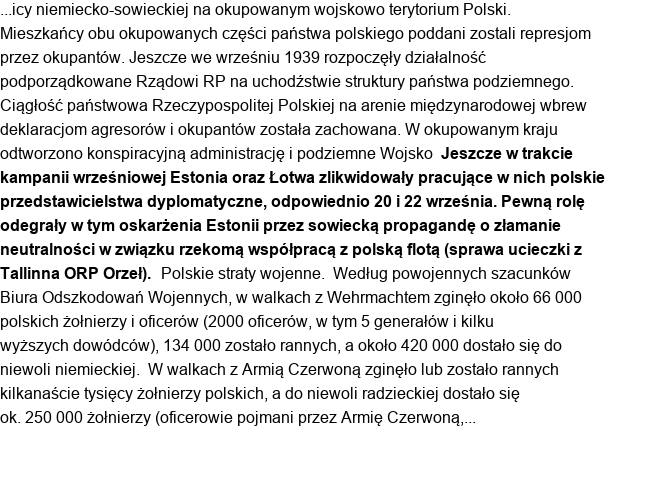 ...icy niemiecko-sowieckiej na okupowanym wojskowo terytorium Polski.
Mieszkańcy obu okupowanych części państwa polskiego poddani zostali represjom
przez okupantów. Jeszcze we wrześniu 1939 rozpoczęły działalność
podporządkowane Rządowi RP na uchodźstwie struktury państwa podziemnego.
Ciągłość państwowa Rzeczypospolitej Polskiej na arenie międzynarodowej wbrew
deklaracjom agresorów i okupantów została zachowana. W okupowanym kraju
odtworzono konspiracyjną administrację i podziemne Wojsko  Jeszcze w trakcie
kampanii wrześniowej Estonia oraz Łotwa zlikwidowały pracujące w nich polskie
przedstawicielstwa dyplomatyczne, odpowiednio 20 i 22 września. Pewną rolę
odegrały w tym oskarżenia Estonii przez sowiecką propagandę o złamanie
neutralności w związku rzekomą współpracą z polską flotą (sprawa ucieczki z
Tallinna ORP Orzeł).  Polskie straty wojenne.  Według powojennych szacunków
Biura Odszkodowań Wojennych, w walkach z Wehrmachtem zginęło około 66 000
polskich żołnierzy i oficerów (2000 oficerów, w tym 5 generałów i kilku
wyższych dowódców), 134 000 zostało rannych, a około 420 000 dostało się do
niewoli niemieckiej.  W walkach z Armią Czerwoną zginęło lub zostało rannych
kilkanaście tysięcy żołnierzy polskich, a do niewoli radzieckiej dostało się
ok. 250 000 żołnierzy (oficerowie pojmani przez Armię Czerwoną,...